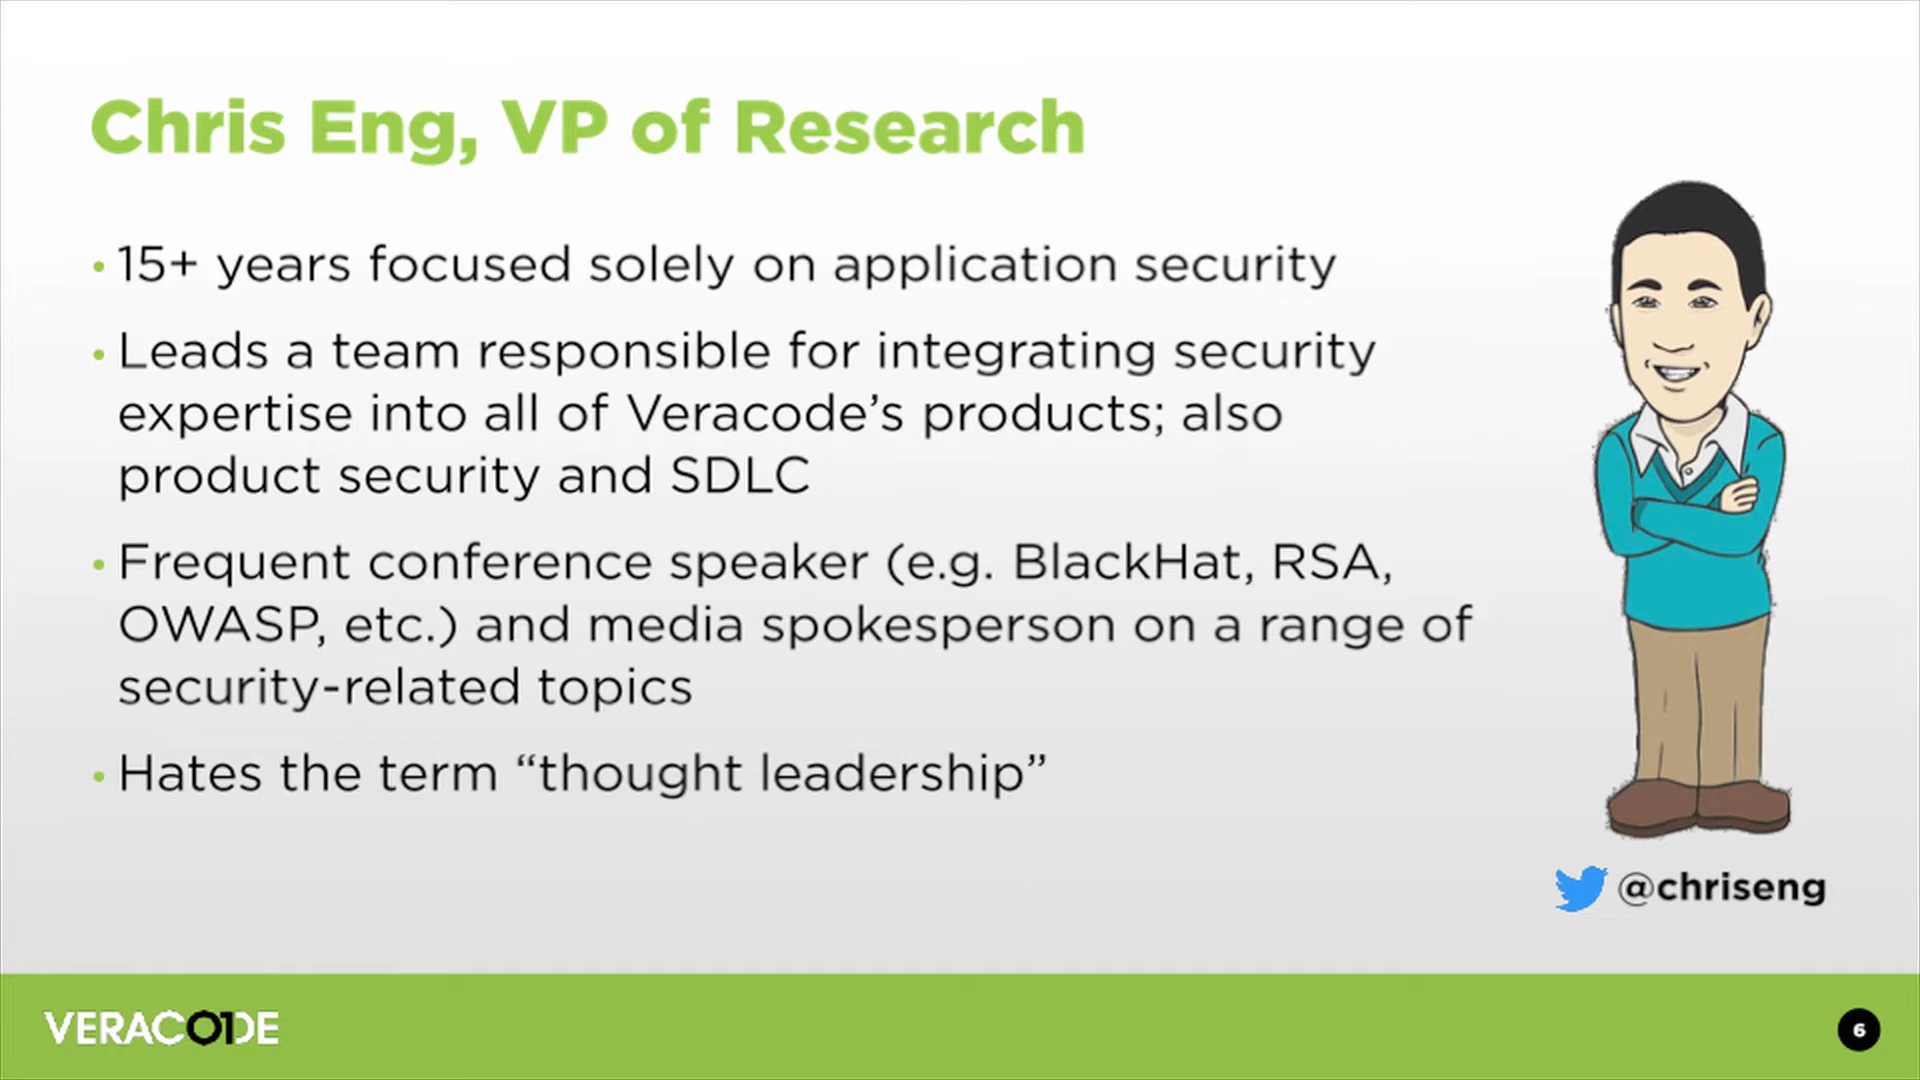 Chris Eng, VP of Research
• 15+ years focused solely on application security
• Leads a team responsible for integrating security
expertise into all of Veracode’s products; also
product security and SDLC
• Frequent conference speaker (e.g. BlackHat, RSA,
OWASP, etc.) and media spokesperson on a range of
security-related topics
• Hates the term “thought leadership”
@chriseng
VERACODE
6